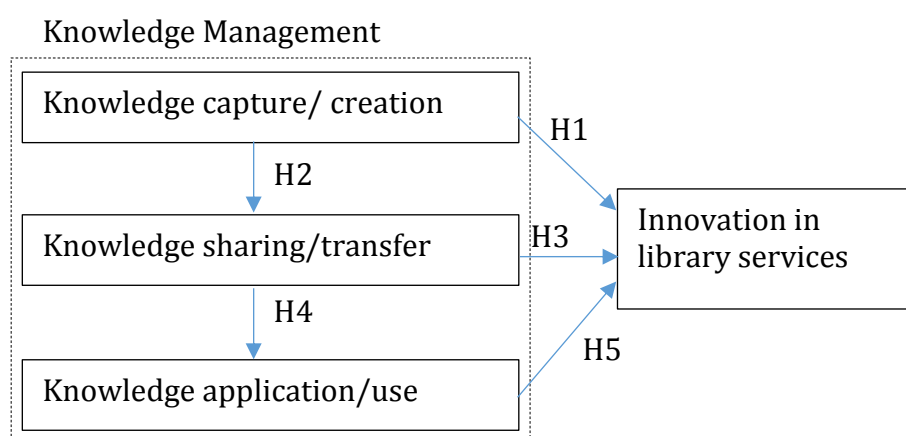 Knowledge Management
Knowledge capture/ creation
H1
H2
Innovation in
library services
Knowledge sharing/transfer
H3
H4
H5
Knowledge application/use